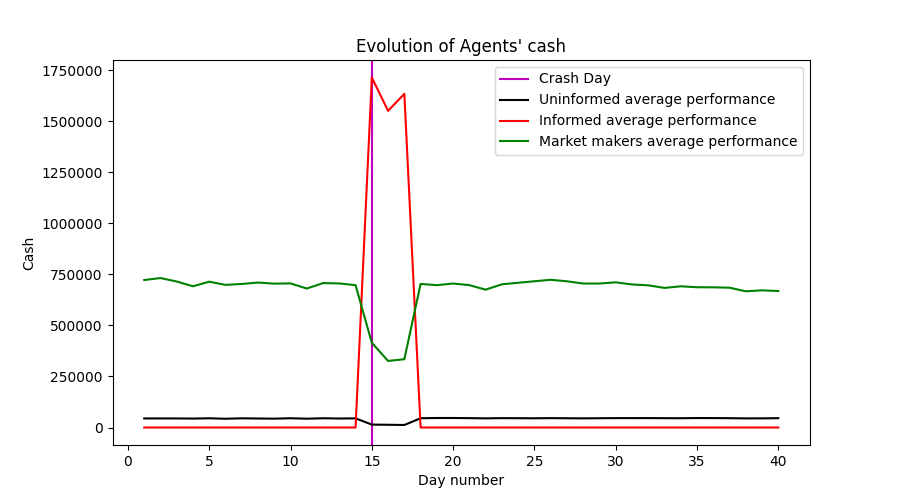 Evolution of Agents' cash
Crash Day
Uninformed average performance
Informed average performance
Market makers average performance
Cash
1750000
1500000
1250000
1000000
750000
500000
250000
0
0 5 10 15 20 25 30 35 40
Day number